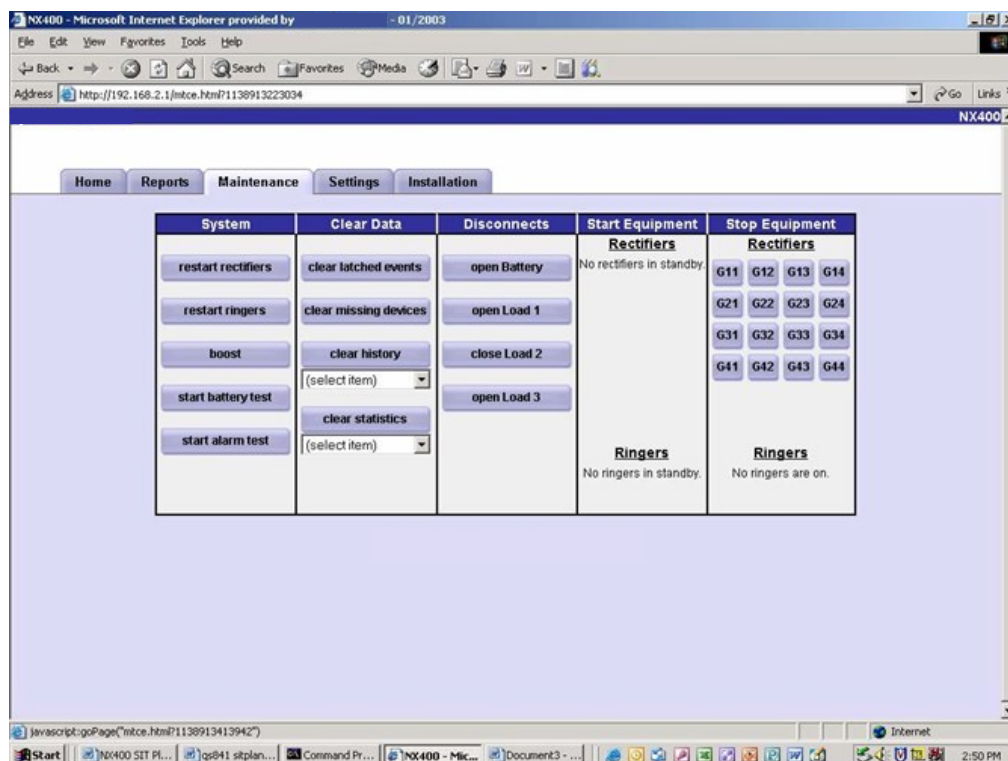 NX400 - Microsoft Internet Explorer provided by - 01/2003
File Edit View Favorites Tools Help
Back Search Favorites Media
Address http://192.168.2.1/mtce.html?1138913223034 Go Links
NX400
Home Reports Maintenance Settings Installation
System Clear Data Disconnects Start Equipment Stop Equipment
Rectifiers Rectifiers
restart rectifiers clear latched events open Battery No rectifiers in standby. G11 G12 G13 G14
restart ringers clear missing devices open Load 1 G21 G22 G23 G24
boost clear history close Load 2 G31 G32 G33 G34
(select item) G41 G42 G43 G44
start battery test open Load 3
clear statistics
start alarm test (select item)
Ringers Ringers
No ringers in standby. No ringers are on.
javascript:goPage("mtce.html?1138913413942") Internet
Start NX400 SIT Pl... qs841 sitplan... Command Pr... NX400 - Mic... Document3 - ... 2:50 PM